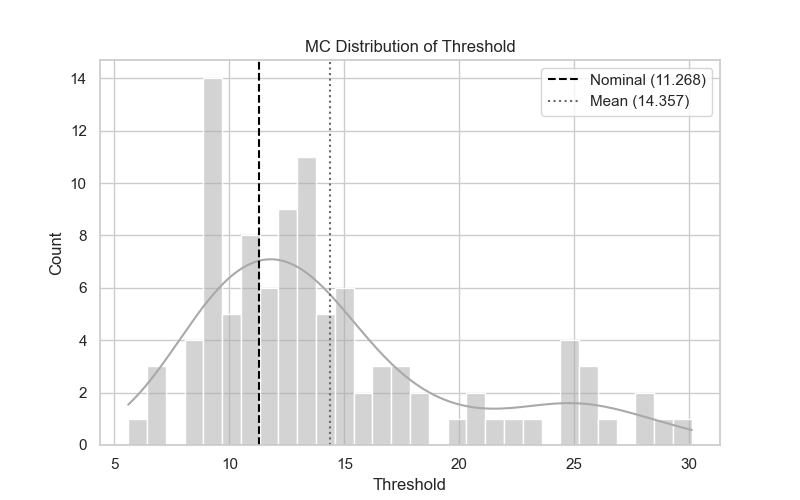 MC Distribution of Threshold
Nominal (11.268)
Mean (14.357)
Count
14
12
10
8
6
4
2
0
5
10
15
20
25
30
Threshold